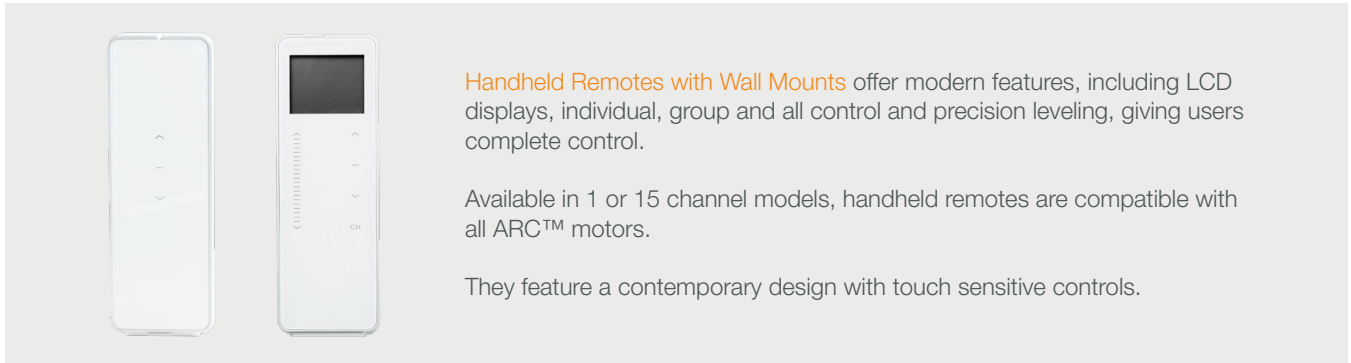 Handheld Remotes with Wall Mounts offer modern features, including LCD
displays, individual, group and all control and precision leveling, giving users
complete control.
Available in 1 or 15 channel models, handheld remotes are compatible with
all ARC™ motors.
They feature a contemporary design with touch sensitive controls.
CH